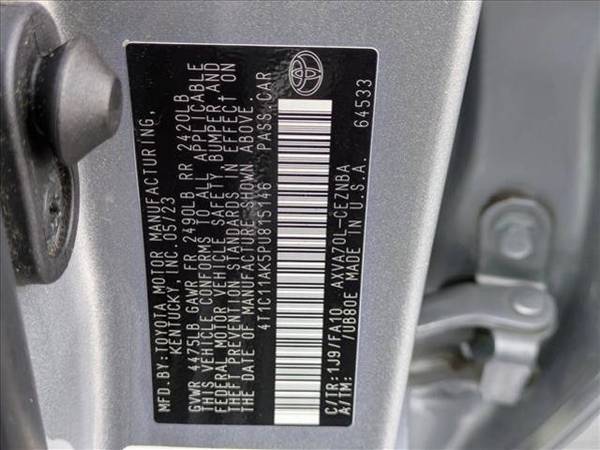 MFD.BY:TOYOTA MOTOR MANUFACTURING,
KENTUCKY, INC. 05/23
GVWR 4475LB GAWR FR 2490LB RR 2420LB
THIS VEHICLE CONFORMS TO ALL APPLICABLE
FEDERAL MOTOR VEHICLE SAFETY, BUMPER AND
THEFT PREVENTION STANDARDS IN EFFECT ON
THE DATE OF MANUFACTURE SHOWN ABOVE.
4T1C11AK5PU815146 PASS.CAR
C/TR:1J9/FA10 AXVA70L-CEZNBA
A/TM: /UB80E MADE IN U.S.A. 64533